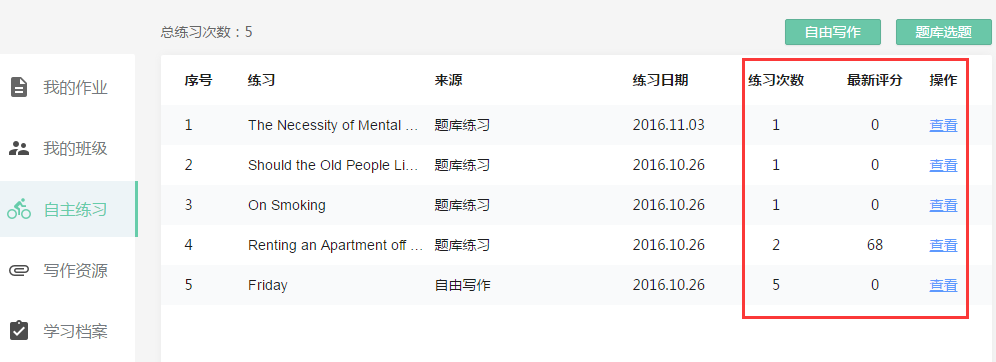 总练习次数：5
自由写作
题库选题
我的作业
我的班级
自主练习
写作资源
学习档案
序号 练习 来源 练习日期 练习次数 最新评分 操作
1 The Necessity of Mental ... 题库练习 2016.11.03 1 0 查看
2 Should the Old People Li... 题库练习 2016.10.26 1 0 查看
3 On Smoking 题库练习 2016.10.26 1 0 查看
4 Renting an Apartment off ... 题库练习 2016.10.26 2 68 查看
5 Friday 自由写作 2016.10.26 5 0 查看